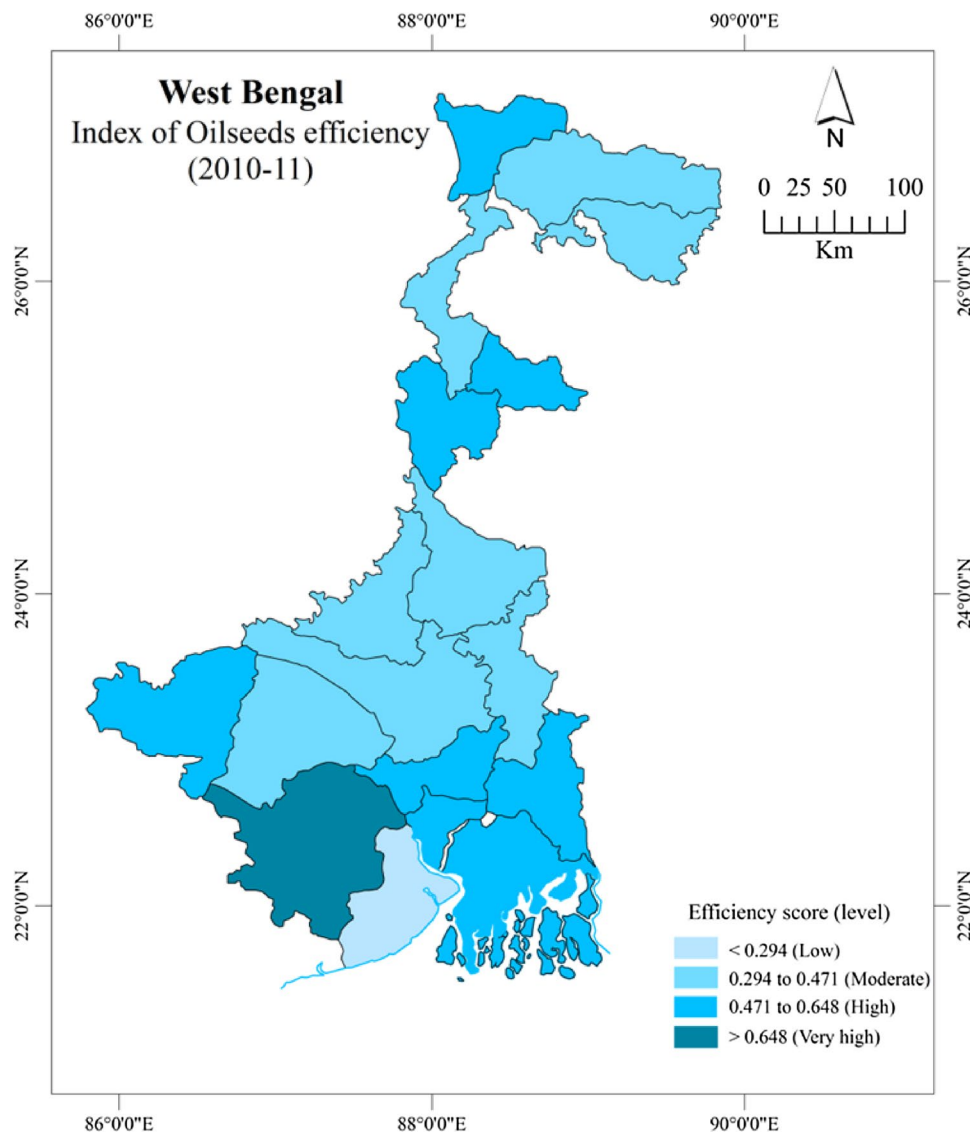 86°0'0"E 88°0'0"E 90°0'0"E
West Bengal
Index of Oilseeds efficiency
(2010-11)
N
0 25 50 100
Km
26°0'0"N 26°0'0"N
24°0'0"N 24°0'0"N
22°0'0"N 22°0'0"N
Efficiency score (level)
< 0.294 (Low)
0.294 to 0.471 (Moderate)
0.471 to 0.648 (High)
> 0.648 (Very high)
86°0'0"E 88°0'0"E 90°0'0"E